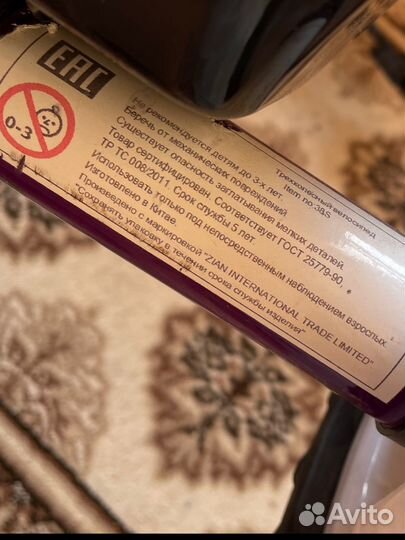 EAC
0-3
Трехколёсный велосипед
Item no.38S
Не рекомендуется детям до 3-х лет.
Беречь от механических повреждений
Существует опасность заглатывания мелких деталей.
Товар сертифицирован. Соответствует ГОСТ 25779-90,
ТР ТС 008/2011. Срок службы 5 лет.
Использовать только под непосредственным наблюдением взрослых.
Изготовлено в Китае.
Произведено с маркировкой "ZIAN INTERNATIONAL TRADE LIMITED"
"Сохранять упаковку в течении срока службы изделия"
Avito